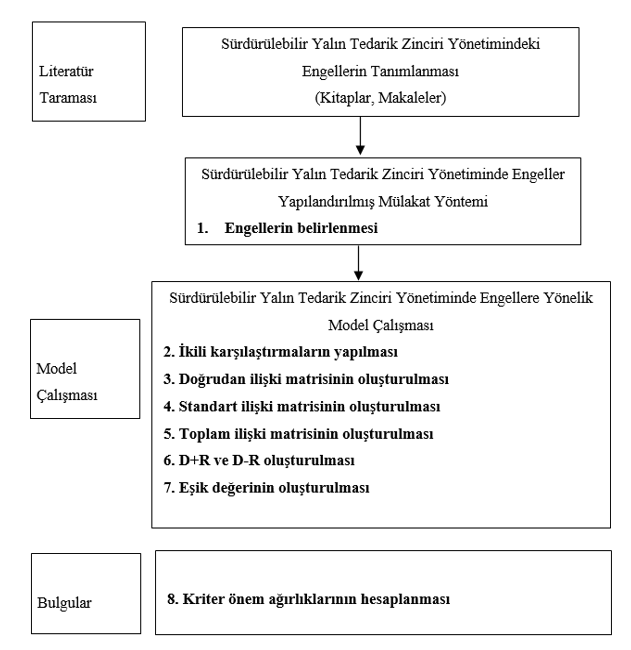 Literatür
Taraması
Sürdürülebilir Yalın Tedarik Zinciri Yönetimindeki
Engellerin Tanımlanması
(Kitaplar, Makaleler)
Sürdürülebilir Yalın Tedarik Zinciri Yönetiminde Engeller
Yapılandırılmış Mülakat Yöntemi
1. Engellerin belirlenmesi
Model
Çalışması
Sürdürülebilir Yalın Tedarik Zinciri Yönetiminde Engellere Yönelik
Model Çalışması
2. İkili karşılaştırmaların yapılması
3. Doğrudan ilişki matrisinin oluşturulması
4. Standart ilişki matrisinin oluşturulması
5. Toplam ilişki matrisinin oluşturulması
6. D+R ve D-R oluşturulması
7. Eşik değerinin oluşturulması
Bulgular
8. Kriter önem ağırlıklarının hesaplanması